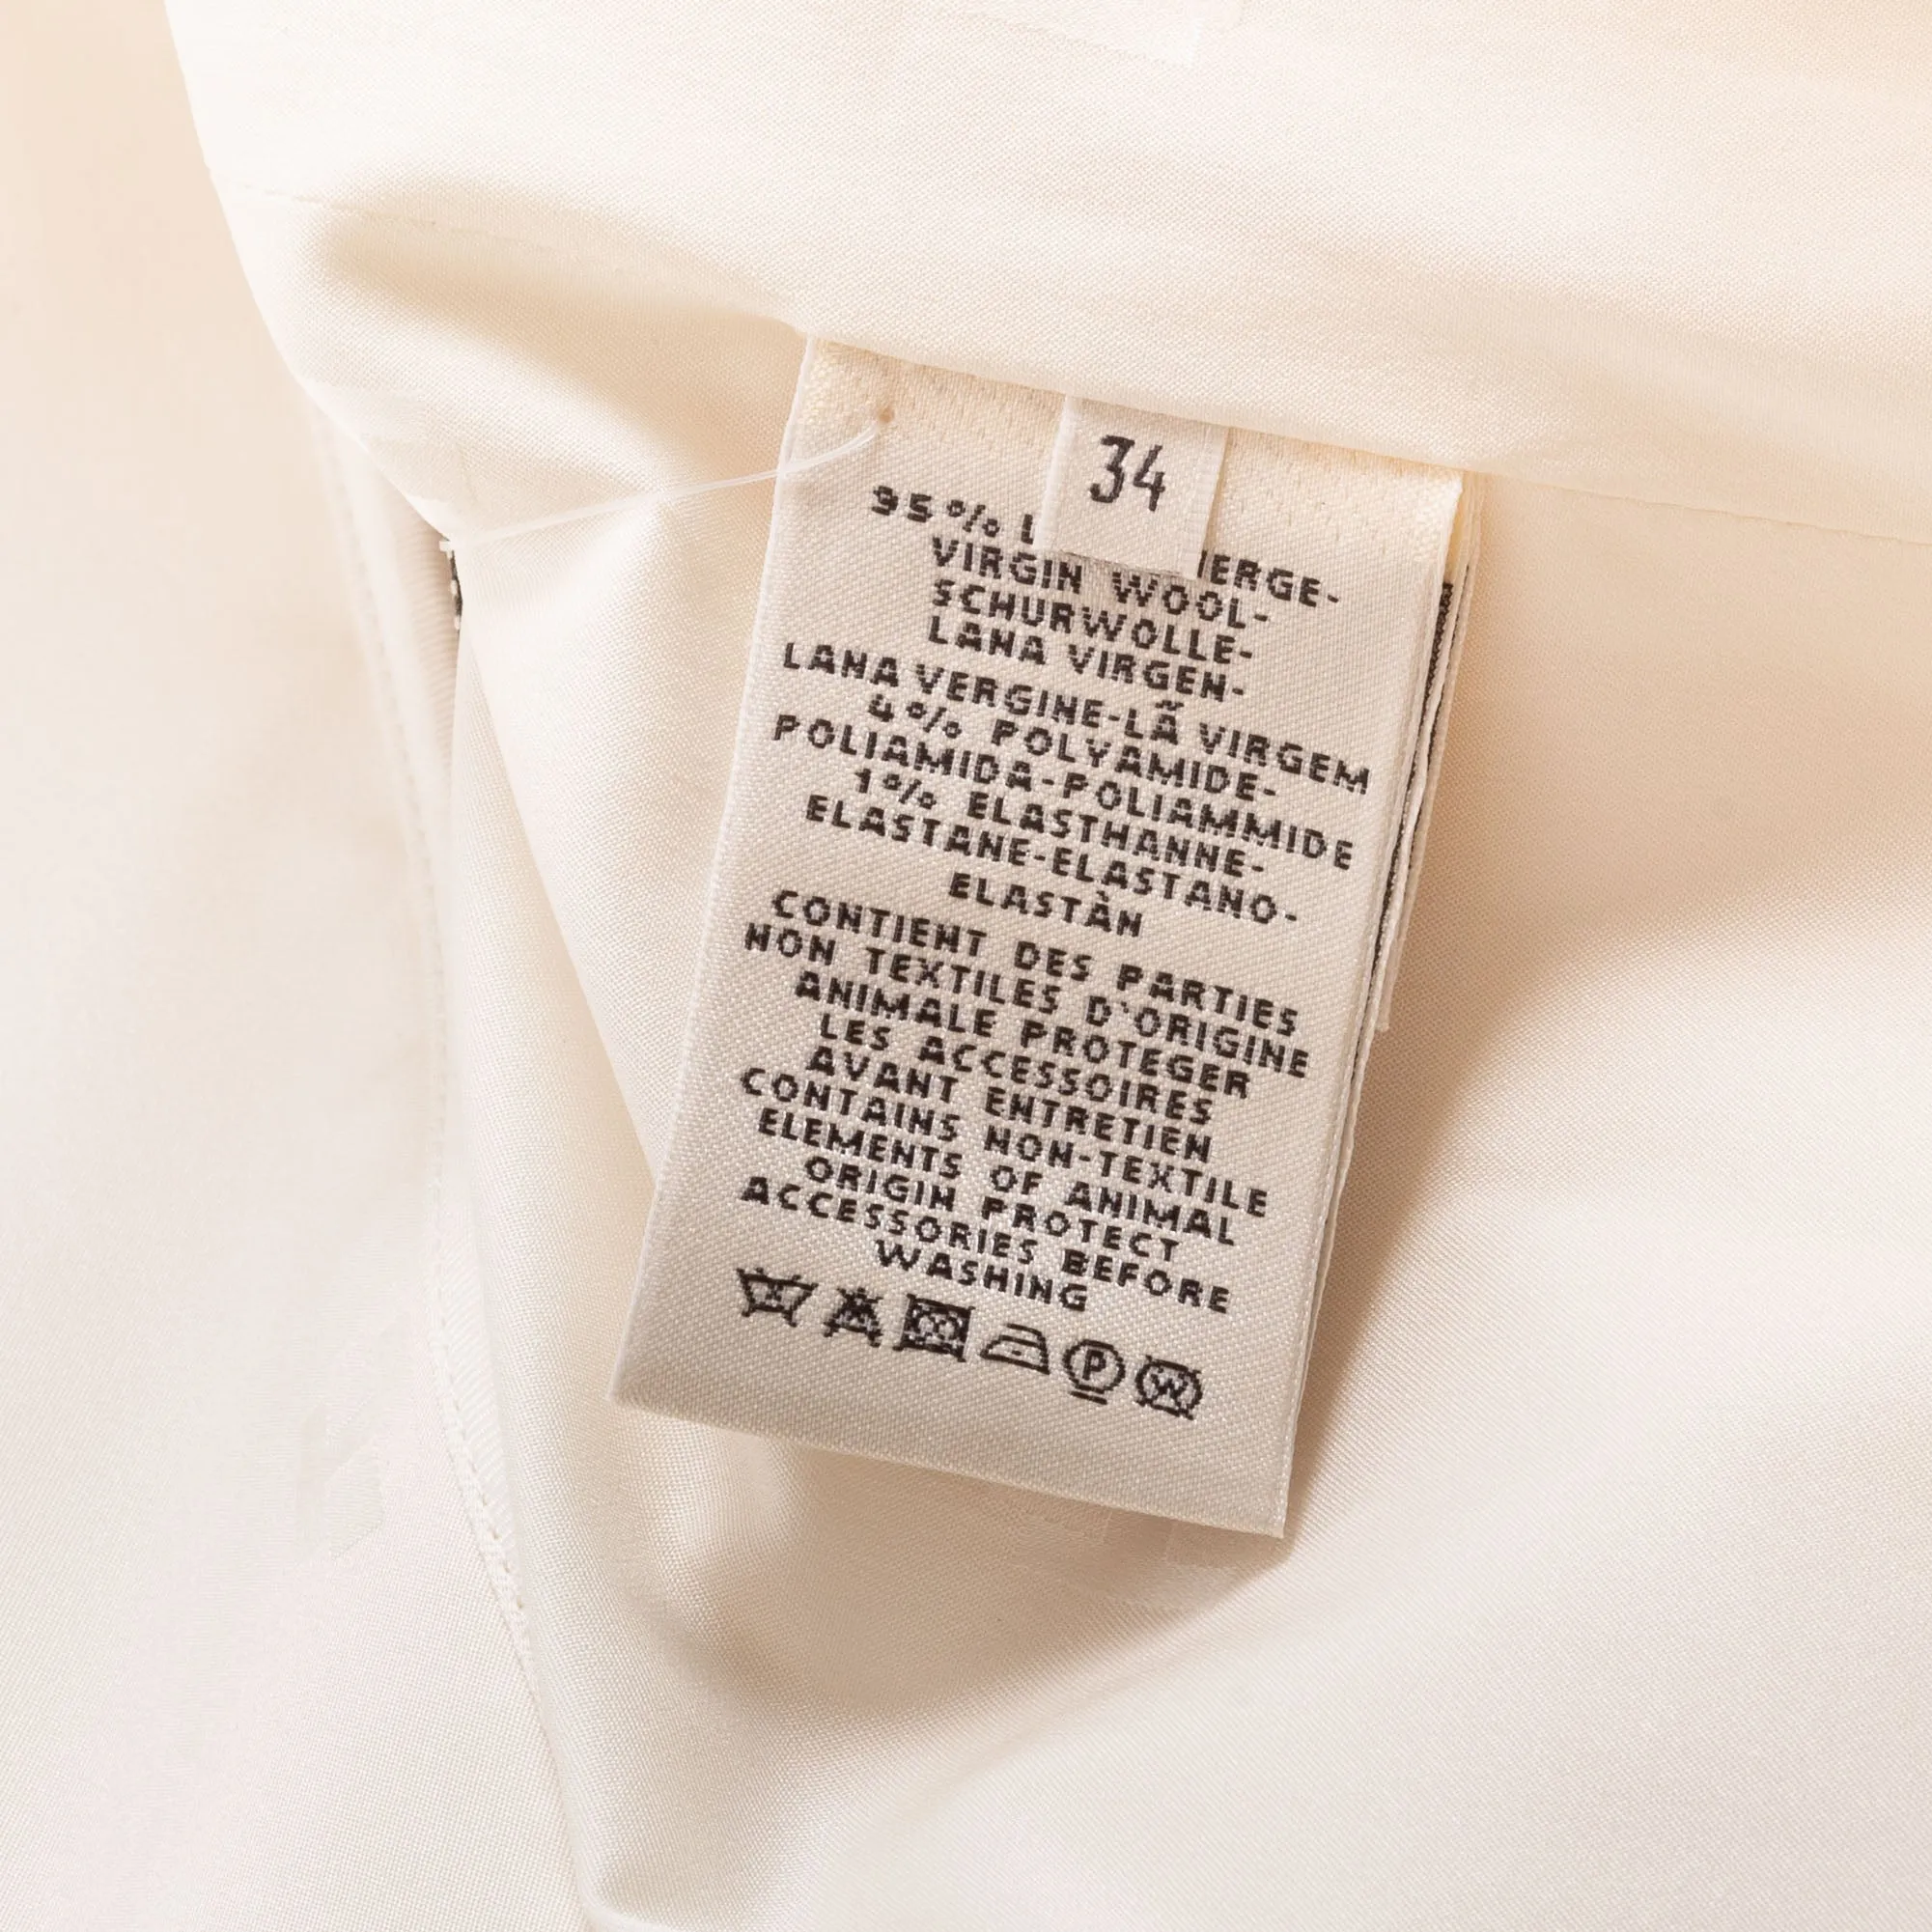 34
95%
VIRGIN WOOL-
SCHURWOLLE-
LANA VIRGEN-
LANA VERGINE-LÃ VIRGEM
4% POLYAMIDE-
POLIAMIDA-POLIAMMIDE
1% ELASTHANNE-
ELASTANE-ELASTANO-
ELASTÀN
CONTIENT DES PARTIES
NON TEXTILES D'ORIGINE
ANIMALE PROTEGER
LES ACCESSOIRES
AVANT ENTRETIEN
CONTAINS NON-TEXTILE
ELEMENTS OF ANIMAL
ORIGIN PROTECT
ACCESSORIES BEFORE
WASHING
P W